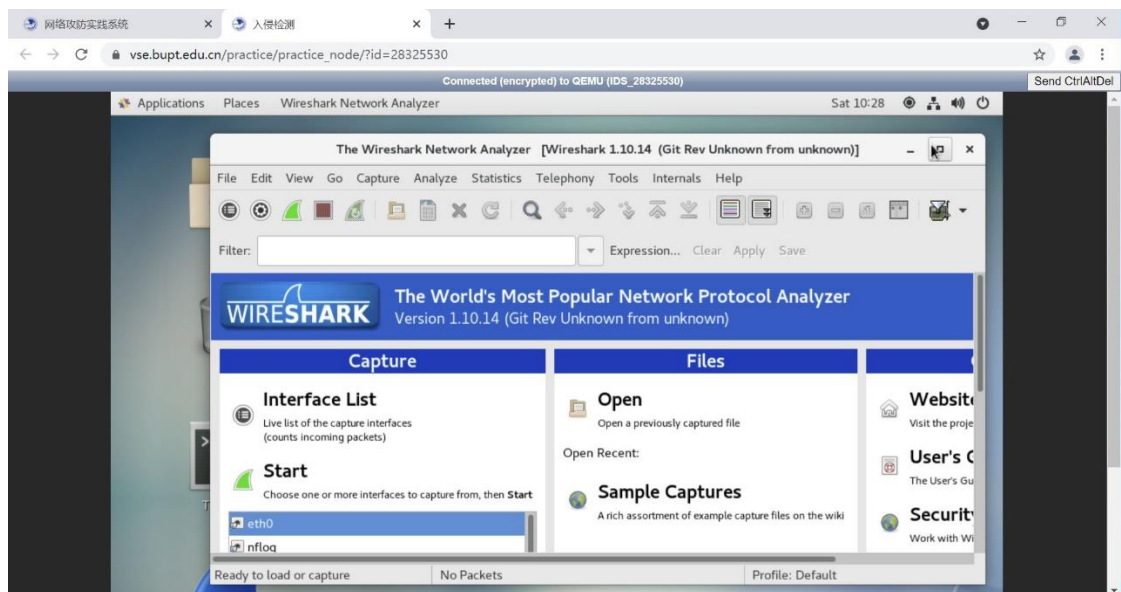 网络攻防实践系统
入侵检测
vse.bupt.edu.cn/practice/practice_node/?id=28325530
Connected (encrypted) to QEMU (IDS_28325530)
Send CtrlAltDel
Applications Places Wireshark Network Analyzer Sat 10:28
The Wireshark Network Analyzer [Wireshark 1.10.14 (Git Rev Unknown from unknown)]
File Edit View Go Capture Analyze Statistics Telephony Tools Internals Help
Filter: Expression... Clear Apply Save
WIRESHARK
The World's Most Popular Network Protocol Analyzer
Version 1.10.14 (Git Rev Unknown from unknown)
Capture
Interface List
Live list of the capture interfaces
(counts incoming packets)
Start
Choose one or more interfaces to capture from, then Start
eth0
nflog
Files
Open
Open a previously captured file
Open Recent:
Sample Captures
A rich assortment of example capture files on the wiki
Website
Visit the proje
User's G
The User's Gu
Security
Work with Wi
Ready to load or capture No Packets Profile: Default